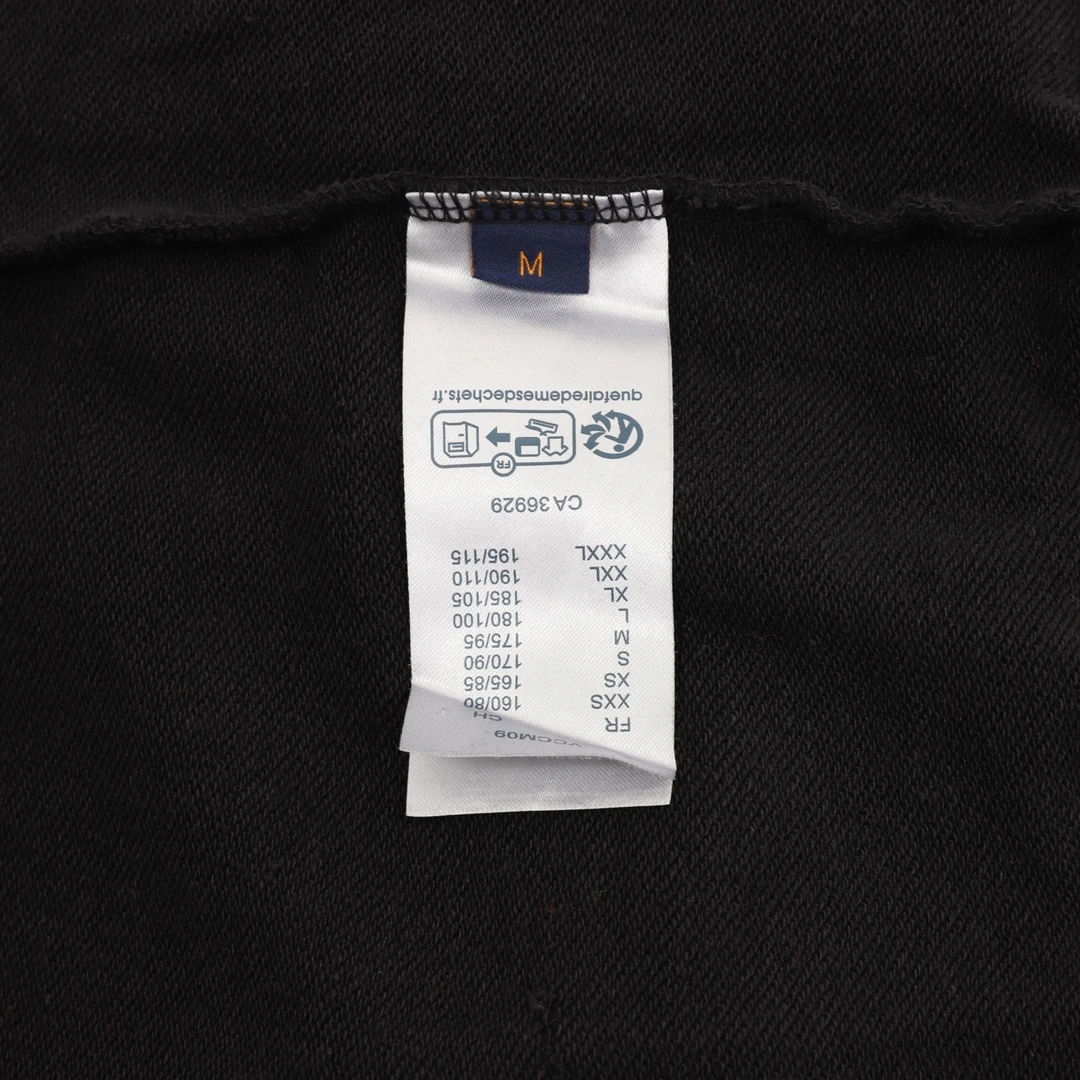 M
FR CH
XXS 160/80
XS 165/85
S 170/90
M 175/95
L 180/100
XL 185/105
XXL 190/110
XXXL 195/115
CA 36929
FR
quefairedemesdechets.fr